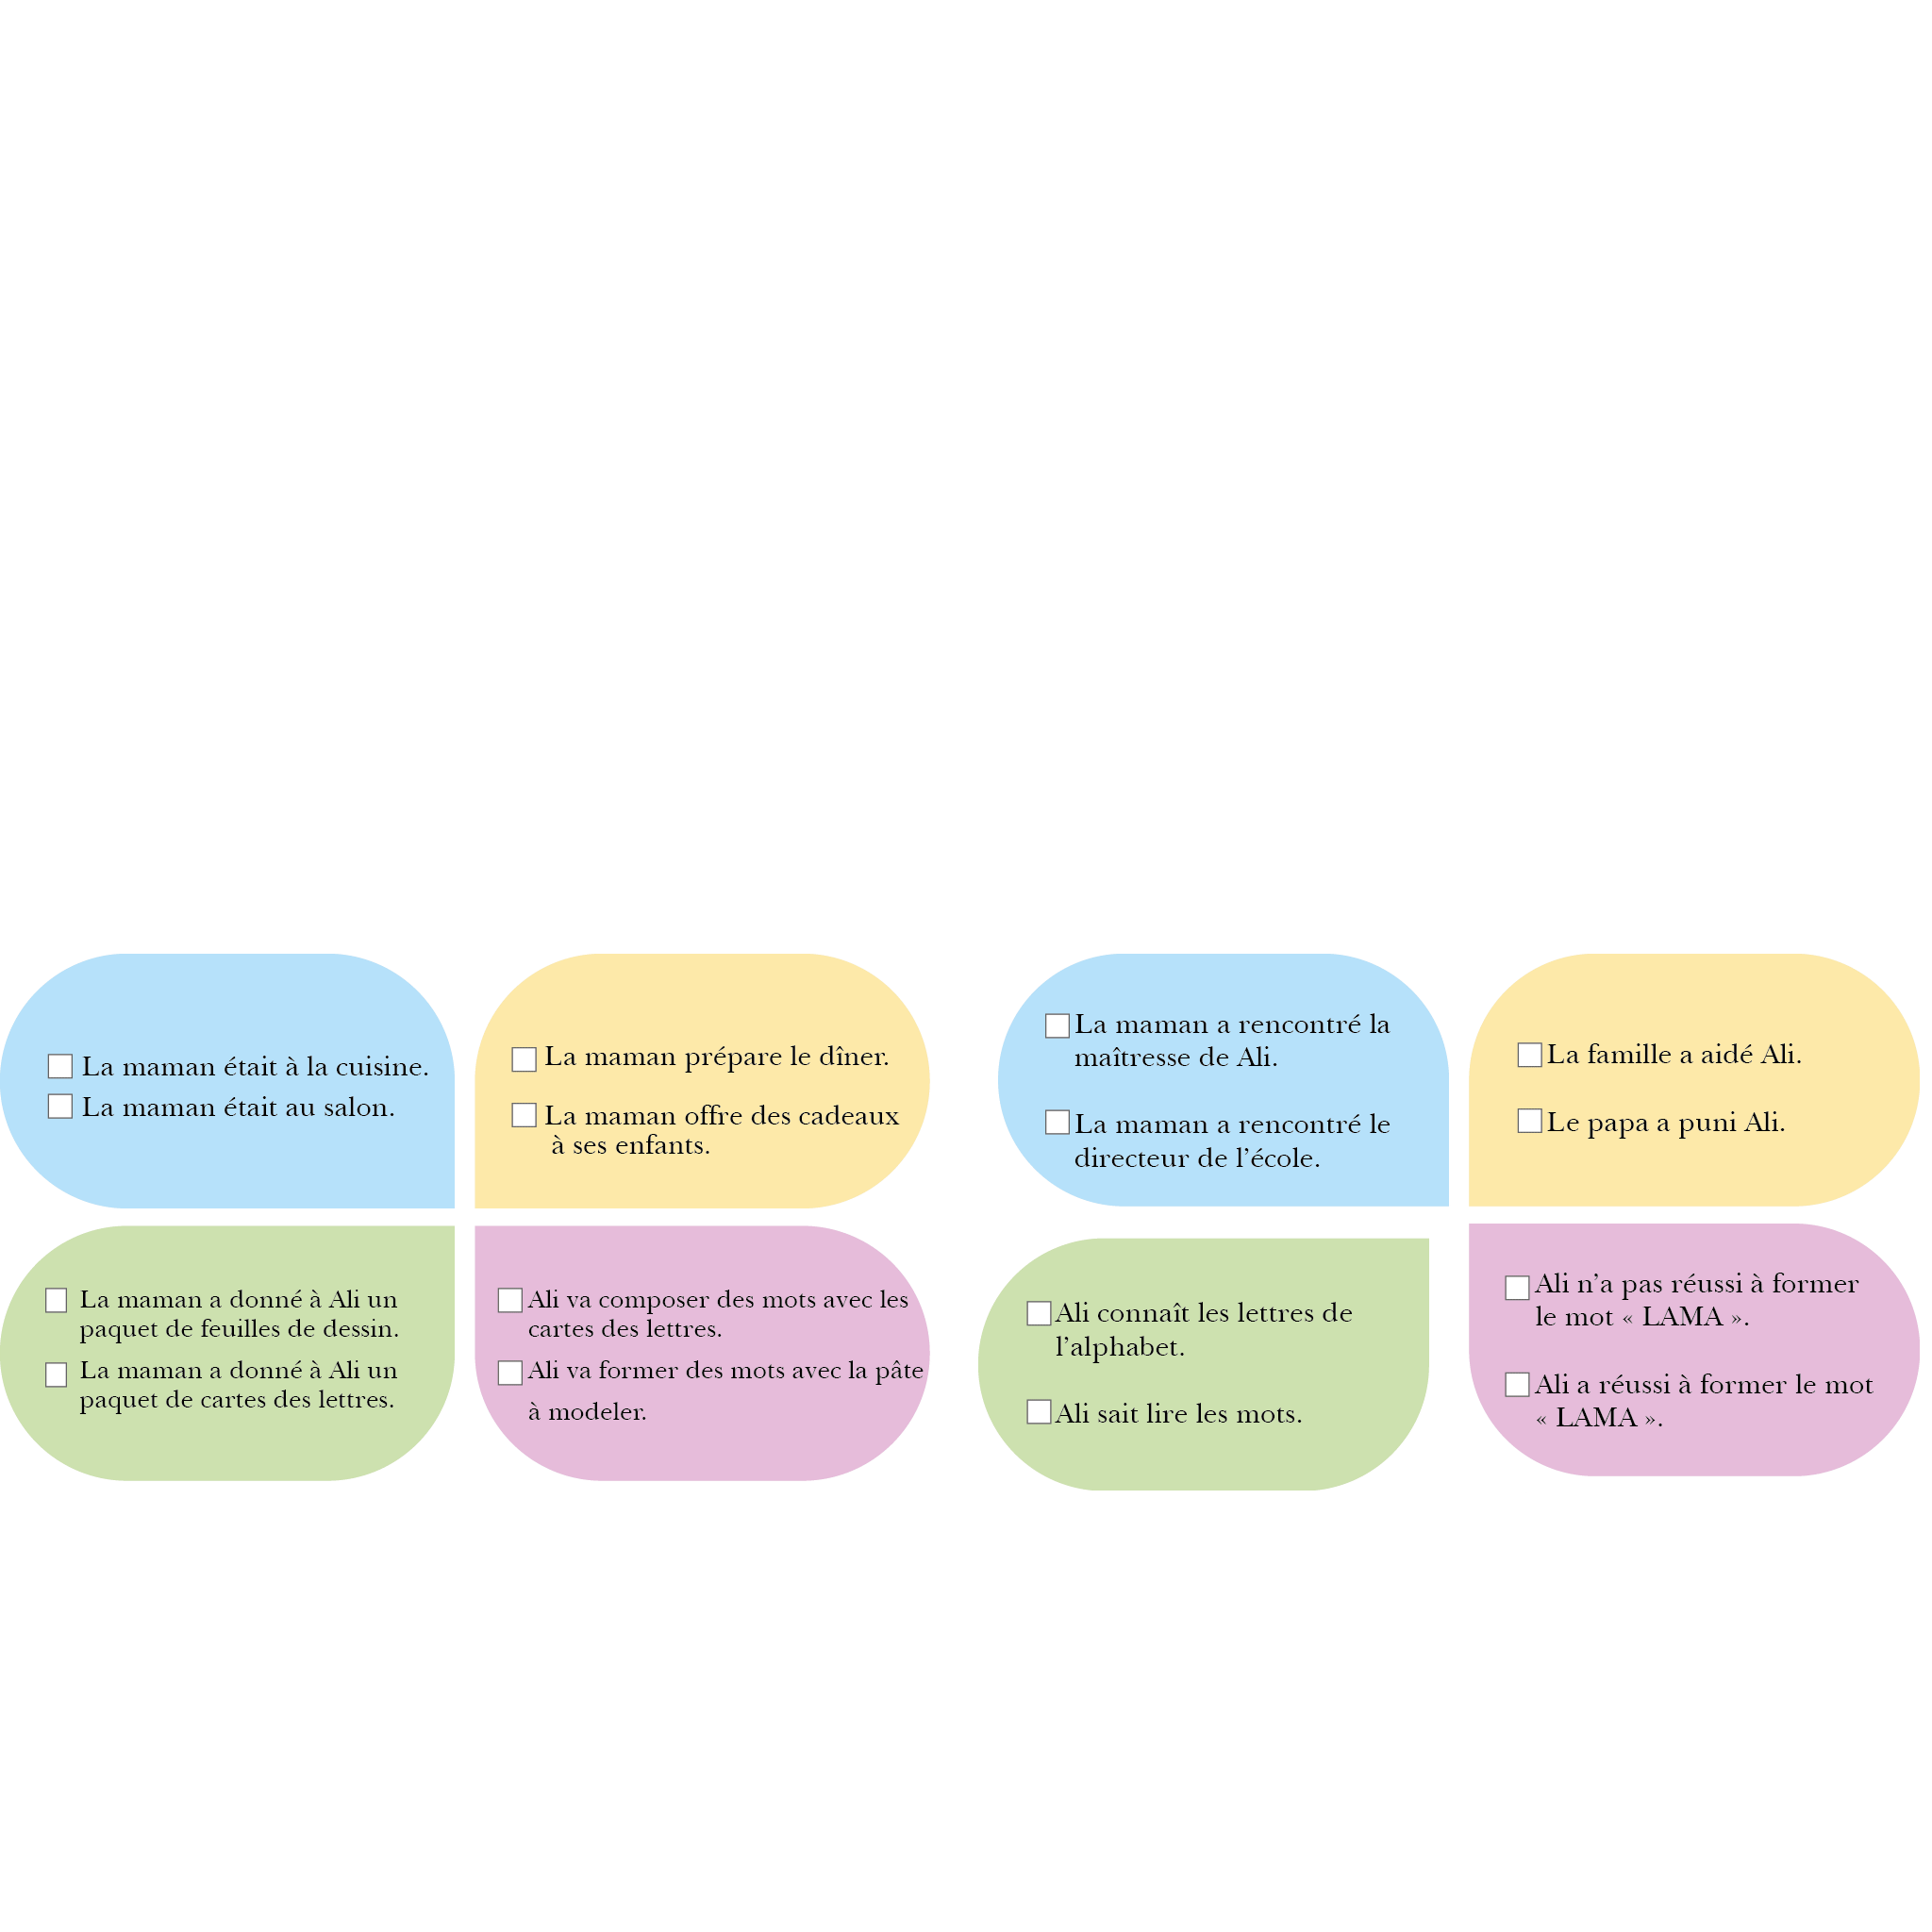 La maman était à la cuisine.
La maman était au salon.
La maman prépare le dîner.
La maman offre des cadeaux
à ses enfants.
La maman a donné à Ali un
paquet de feuilles de dessin.
La maman a donné à Ali un
paquet de cartes des lettres.
Ali va composer des mots avec les
cartes des lettres.
Ali va former des mots avec la pâte
à modeler.
La maman a rencontré la
maîtresse de Ali.
La maman a rencontré le
directeur de l’école.
La famille a aidé Ali.
Le papa a puni Ali.
Ali connaît les lettres de
l’alphabet.
Ali sait lire les mots.
Ali n’a pas réussi à former
le mot « LAMA ».
Ali a réussi à former le mot
« LAMA ».